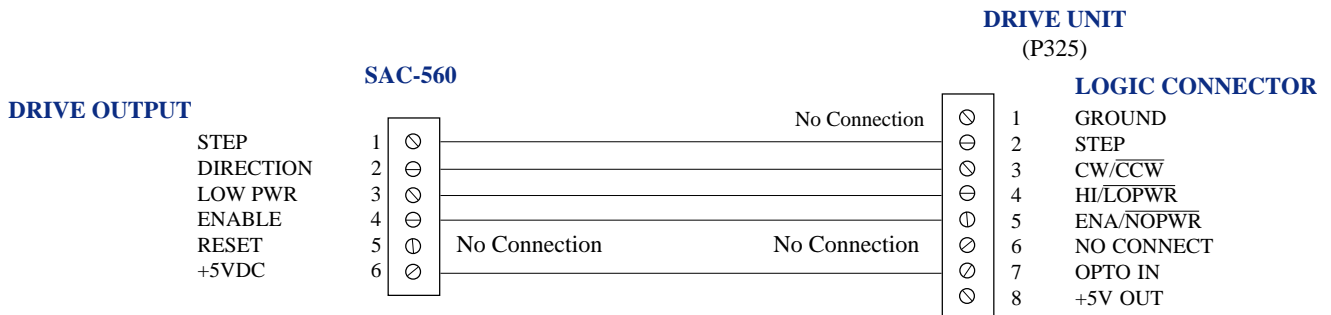 DRIVE UNIT
(P325)
SAC-560
LOGIC CONNECTOR
DRIVE OUTPUT
No Connection 1 GROUND
STEP 1 2 STEP
DIRECTION 2 3 CW/CCW
LOW PWR 3 4 HI/LOPWR
ENABLE 4 5 ENA/NOPWR
RESET 5 No Connection No Connection 6 NO CONNECT
+5VDC 6 7 OPTO IN
8 +5V OUT